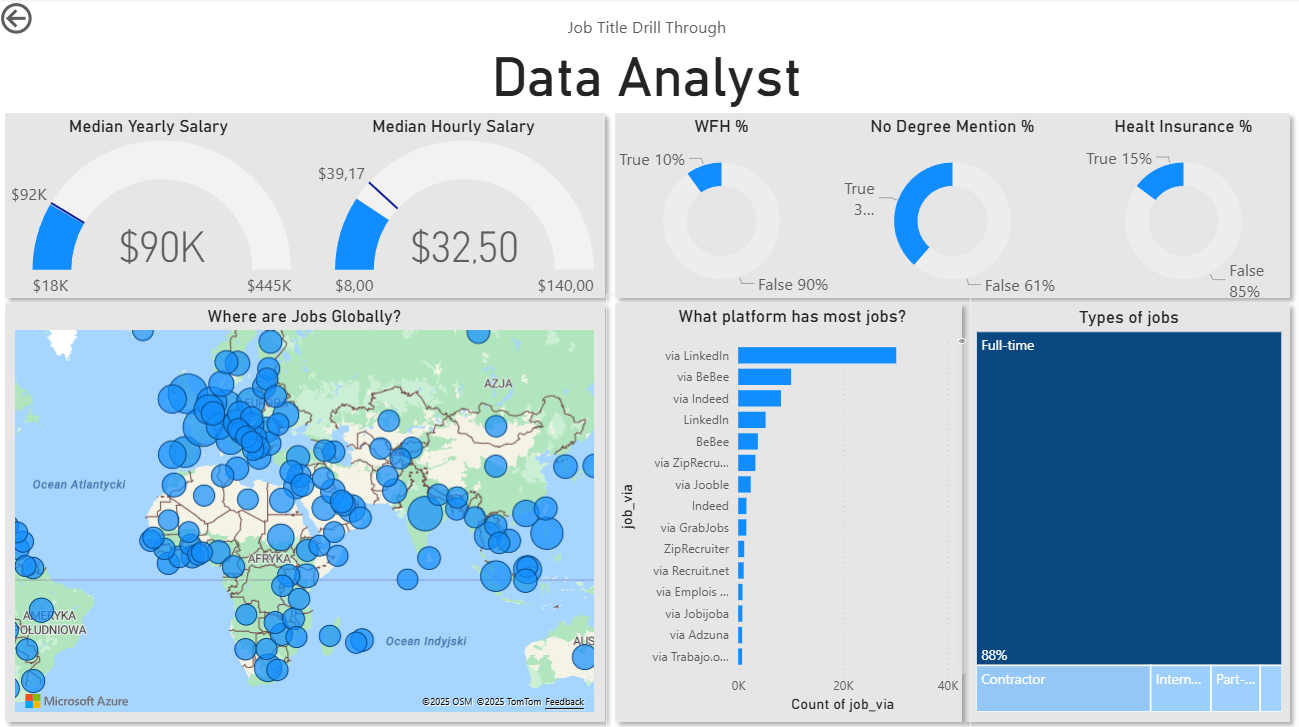 Job Title Drill Through
Data Analyst
Median Yearly Salary
$92K
$90K
$18K
$445K
Median Hourly Salary
$39,17
$32,50
$8,00
$140,00
WFH %
True 10%
False 90%
No Degree Mention %
True
3...
False 61%
Healt Insurance %
True 15%
False
85%
Where are Jobs Globally?
AZJA
EUROPA
Ocean Atlantycki
AFRYKA
AMERYKA
POŁUDNIOWA
Ocean Indyjski
AUS
Microsoft Azure
©2025 OSM ©2025 TomTom Feedback
What platform has most jobs?
job_via
via LinkedIn
via BeBee
via Indeed
LinkedIn
BeBee
via ZipRecru...
via Jooble
Indeed
via GrabJobs
ZipRecruiter
via Recruit.net
via Emplois ...
via Jobijoba
via Adzuna
via Trabajo.o...
0K
20K
40K
Count of job_via
Types of jobs
Full-time
88%
Contractor
Intern...
Part-...